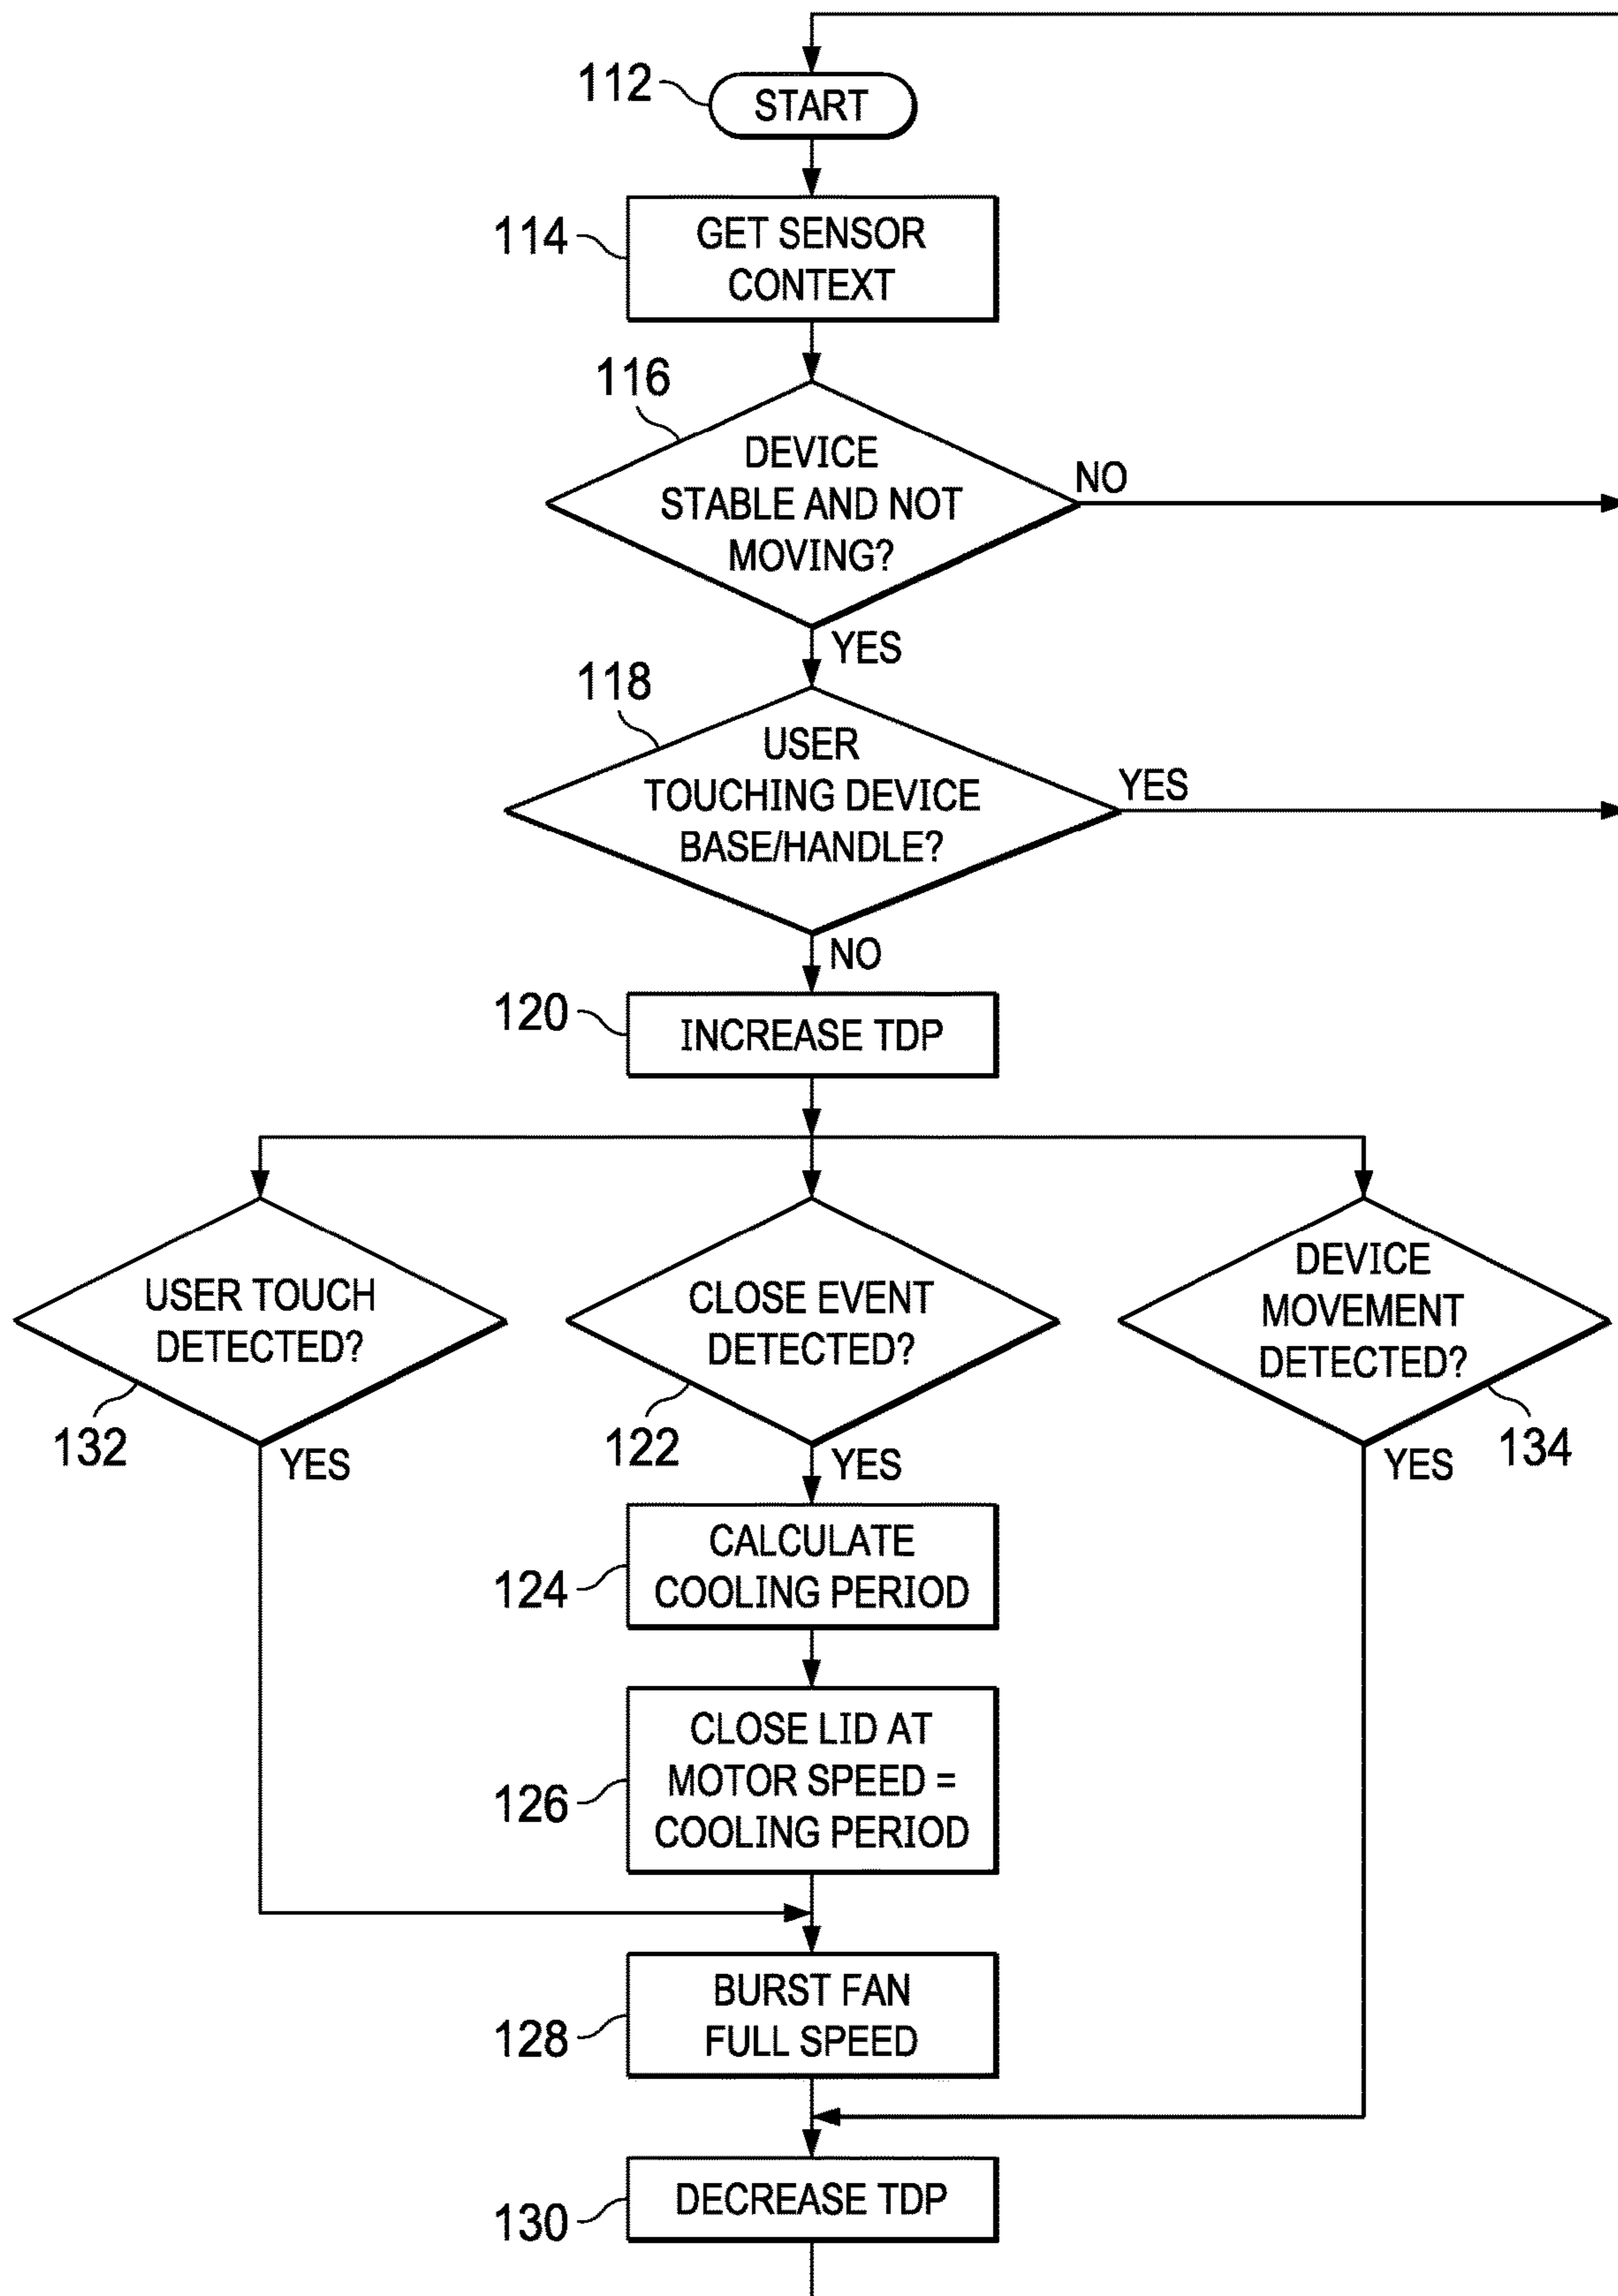 112
START
114
GET SENSOR
CONTEXT
116
DEVICE
STABLE AND NOT
MOVING?
NO
YES
118
USER
TOUCHING DEVICE
BASE/HANDLE?
YES
NO
120
INCREASE TDP
USER TOUCH
DETECTED?
132
YES
CLOSE EVENT
DETECTED?
122
YES
DEVICE
MOVEMENT
DETECTED?
134
YES
124
CALCULATE
COOLING PERIOD
126
CLOSE LID AT
MOTOR SPEED =
COOLING PERIOD
128
BURST FAN
FULL SPEED
130
DECREASE TDP